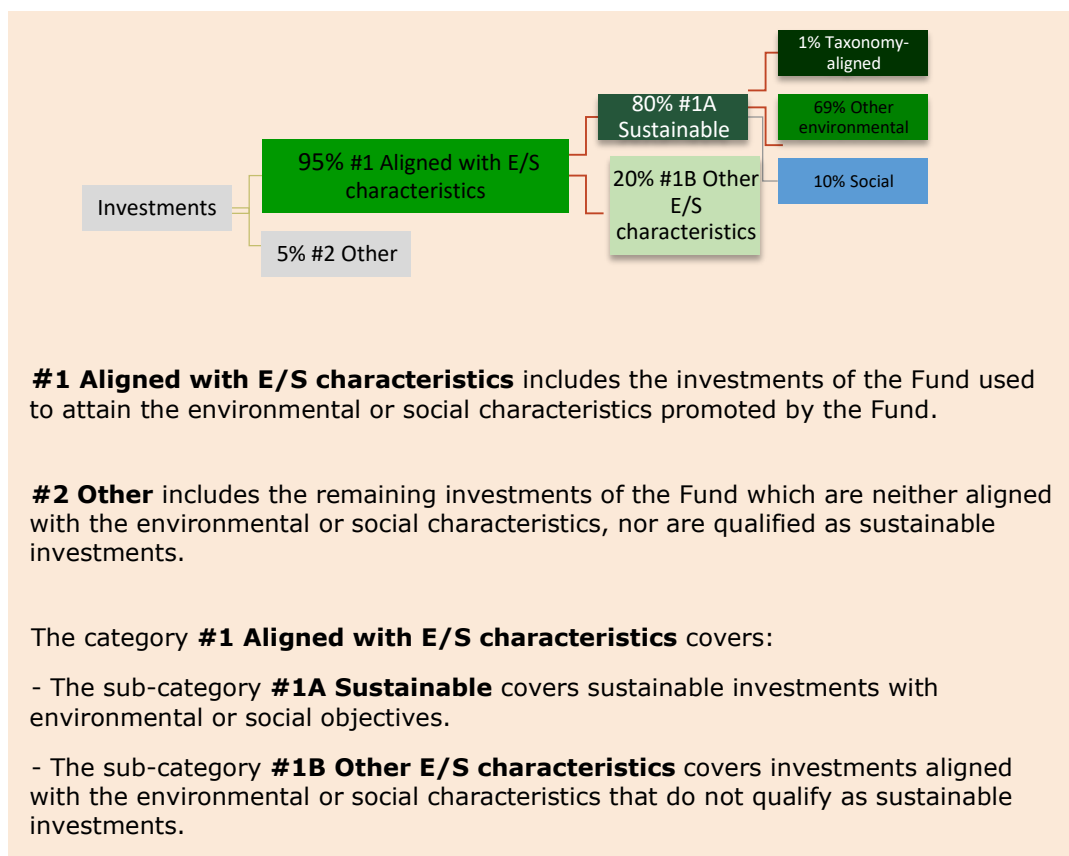 1% Taxonomy-
aligned
80% #1A
Sustainable
69% Other
environmental
95% #1 Aligned with E/S
characteristics
20% #1B Other
E/S
characteristics
10% Social
Investments
5% #2 Other
#1 Aligned with E/S characteristics includes the investments of the Fund used
to attain the environmental or social characteristics promoted by the Fund.
#2 Other includes the remaining investments of the Fund which are neither aligned
with the environmental or social characteristics, nor are qualified as sustainable
investments.
The category #1 Aligned with E/S characteristics covers:
- The sub-category #1A Sustainable covers sustainable investments with
environmental or social objectives.
- The sub-category #1B Other E/S characteristics covers investments aligned
with the environmental or social characteristics that do not qualify as sustainable
investments.